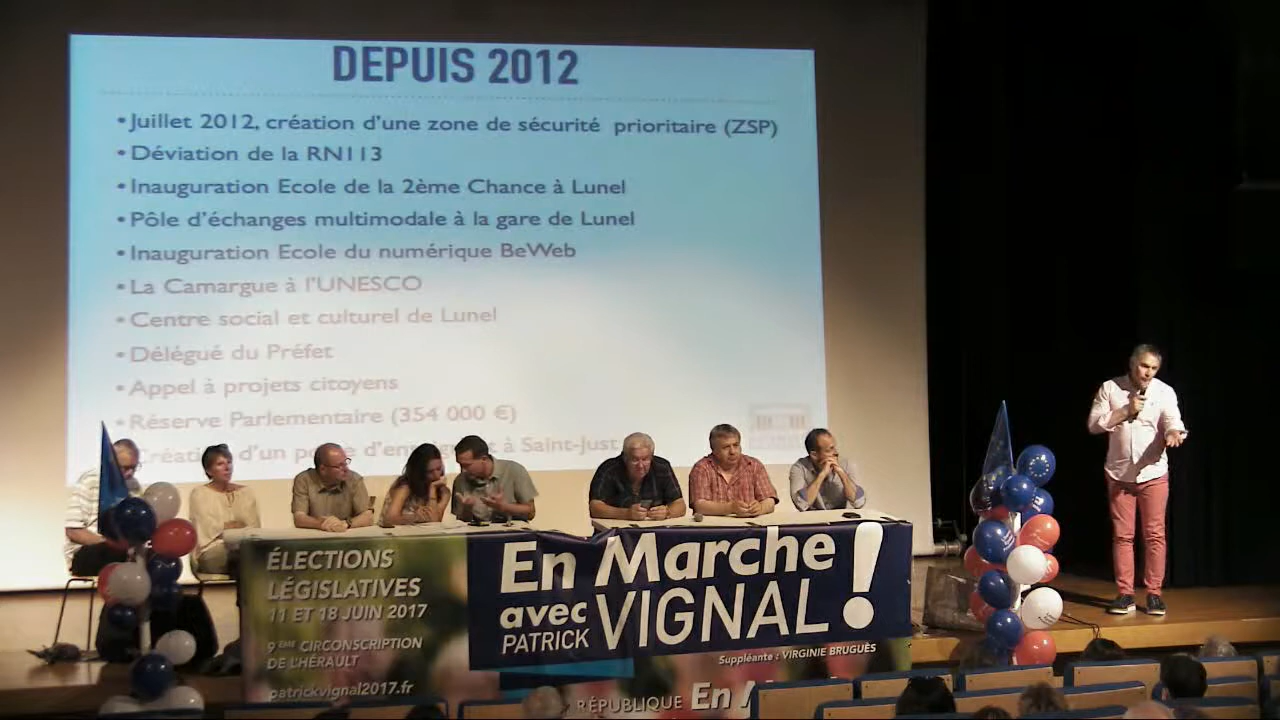 DEPUIS 2012
•Juillet 2012, création d'une zone de sécurité prioritaire (ZSP)
•Déviation de la RN113
•Inauguration Ecole de la 2ème Chance à Lunel
•Pôle d'échanges multimodale à la gare de Lunel
•Inauguration Ecole du numérique BeWeb
•La Camargue à l'UNESCO
•Centre social et culturel de Lunel
•Délégué du Préfet
•Appel à projets citoyens
•Réserve Parlementaire (354 000 €)
d'un à Saint-Just
ÉLECTIONS
LÉGISLATIVES
11 ET 18 JUIN 2017
9ÈME CIRCONSCRIPTION
DE L'HÉRAULT
patrickvignal2017.fr
En Marche !
avec
PATRICK VIGNAL
Suppléante : VIRGINIE BRUGUÈS
RÉPUBLIQUE En